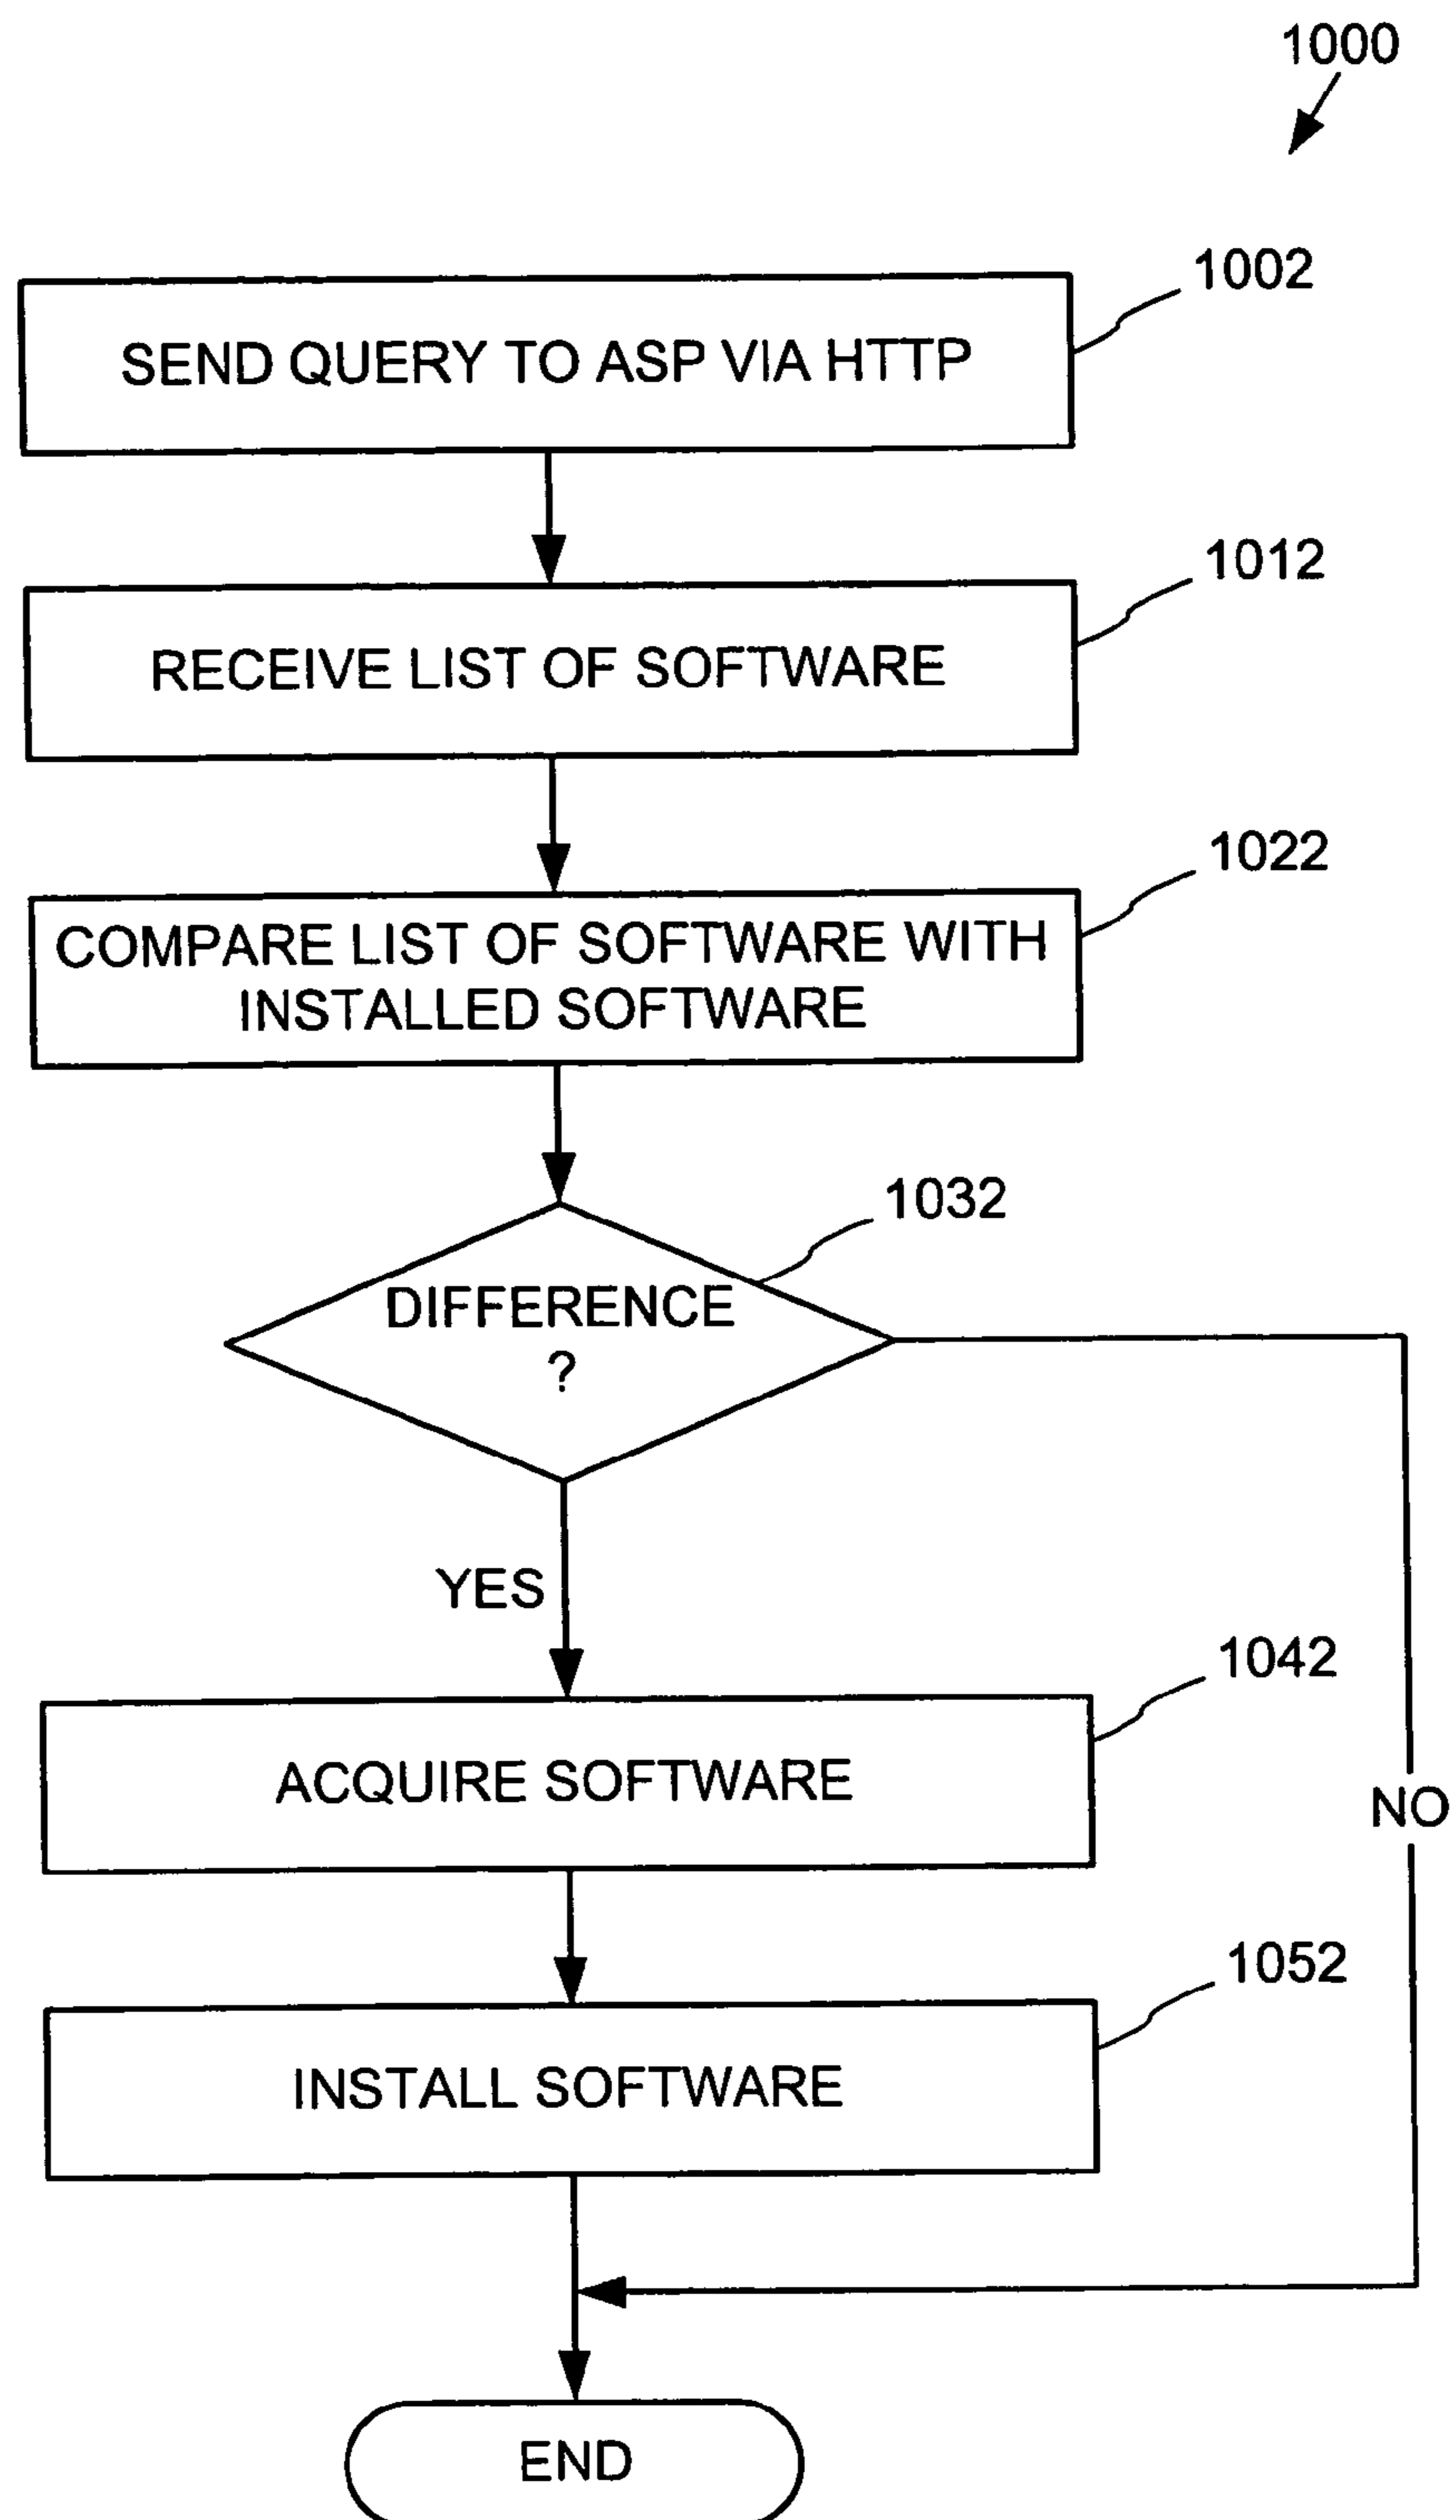 1000
1002
SEND QUERY TO ASP VIA HTTP
1012
RECEIVE LIST OF SOFTWARE
1022
COMPARE LIST OF SOFTWARE WITH
INSTALLED SOFTWARE
1032
DIFFERENCE
?
YES
1042
ACQUIRE SOFTWARE
NO
1052
INSTALL SOFTWARE
END